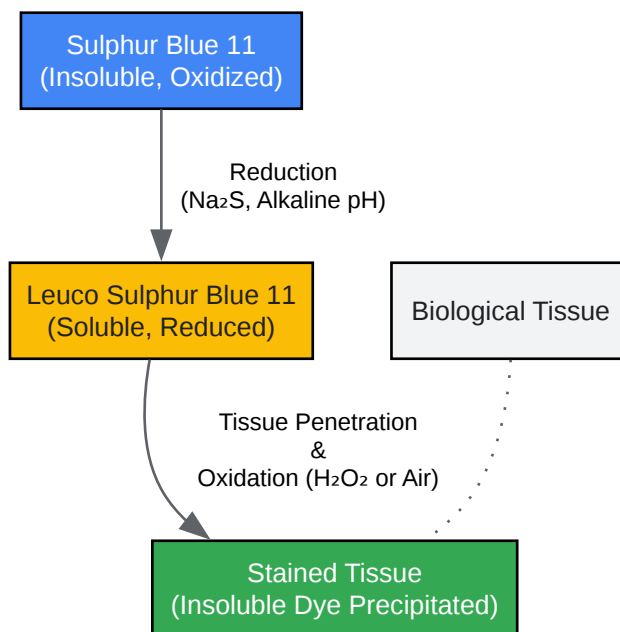 Sulphur Blue 11
(Insoluble, Oxidized)
Reduction
(Na₂S, Alkaline pH)
Leuco Sulphur Blue 11
(Soluble, Reduced)
Biological Tissue
Tissue Penetration
&
Oxidation (H₂O₂ or Air)
Stained Tissue
(Insoluble Dye Precipitated)